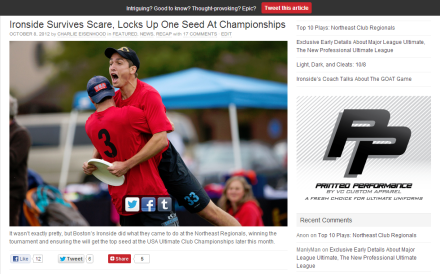 Intriguing? Good to know? Thought-provoking? Epic? Tweet this article
Ironside Survives Scare, Locks Up One Seed At Championships
OCTOBER 8, 2012 by CHARLIE EISENHOOD in FEATURED, NEWS, RECAP with 17 COMMENTS EDIT
3
It wasn't exactly pretty, but Boston's Ironside did what they came to do at the Northeast Regionals, winning the
tournament and ensuring the will get the top seed at the USA Ultimate Club Championships later this month.
Like 12 Tweet 6 Share 5
Top 10 Plays: Northeast Club Regionals
Exclusive Early Details About Major League Ultimate,
The New Professional Ultimate League
Light, Dark, and Cleats: 10/8
Ironside's Coach Talks About The GOAT Game
PP
PRINTED PERFORMANCE
BY VC CUSTOM APPAREL
A FRESH CHOICE FOR ULTIMATE UNIFORMS
Recent Comments
Anon on Top 10 Plays: Northeast Club Regionals
ManlyMan on Exclusive Early Details About Major
League Ultimate, The New Professional Ultimate
League